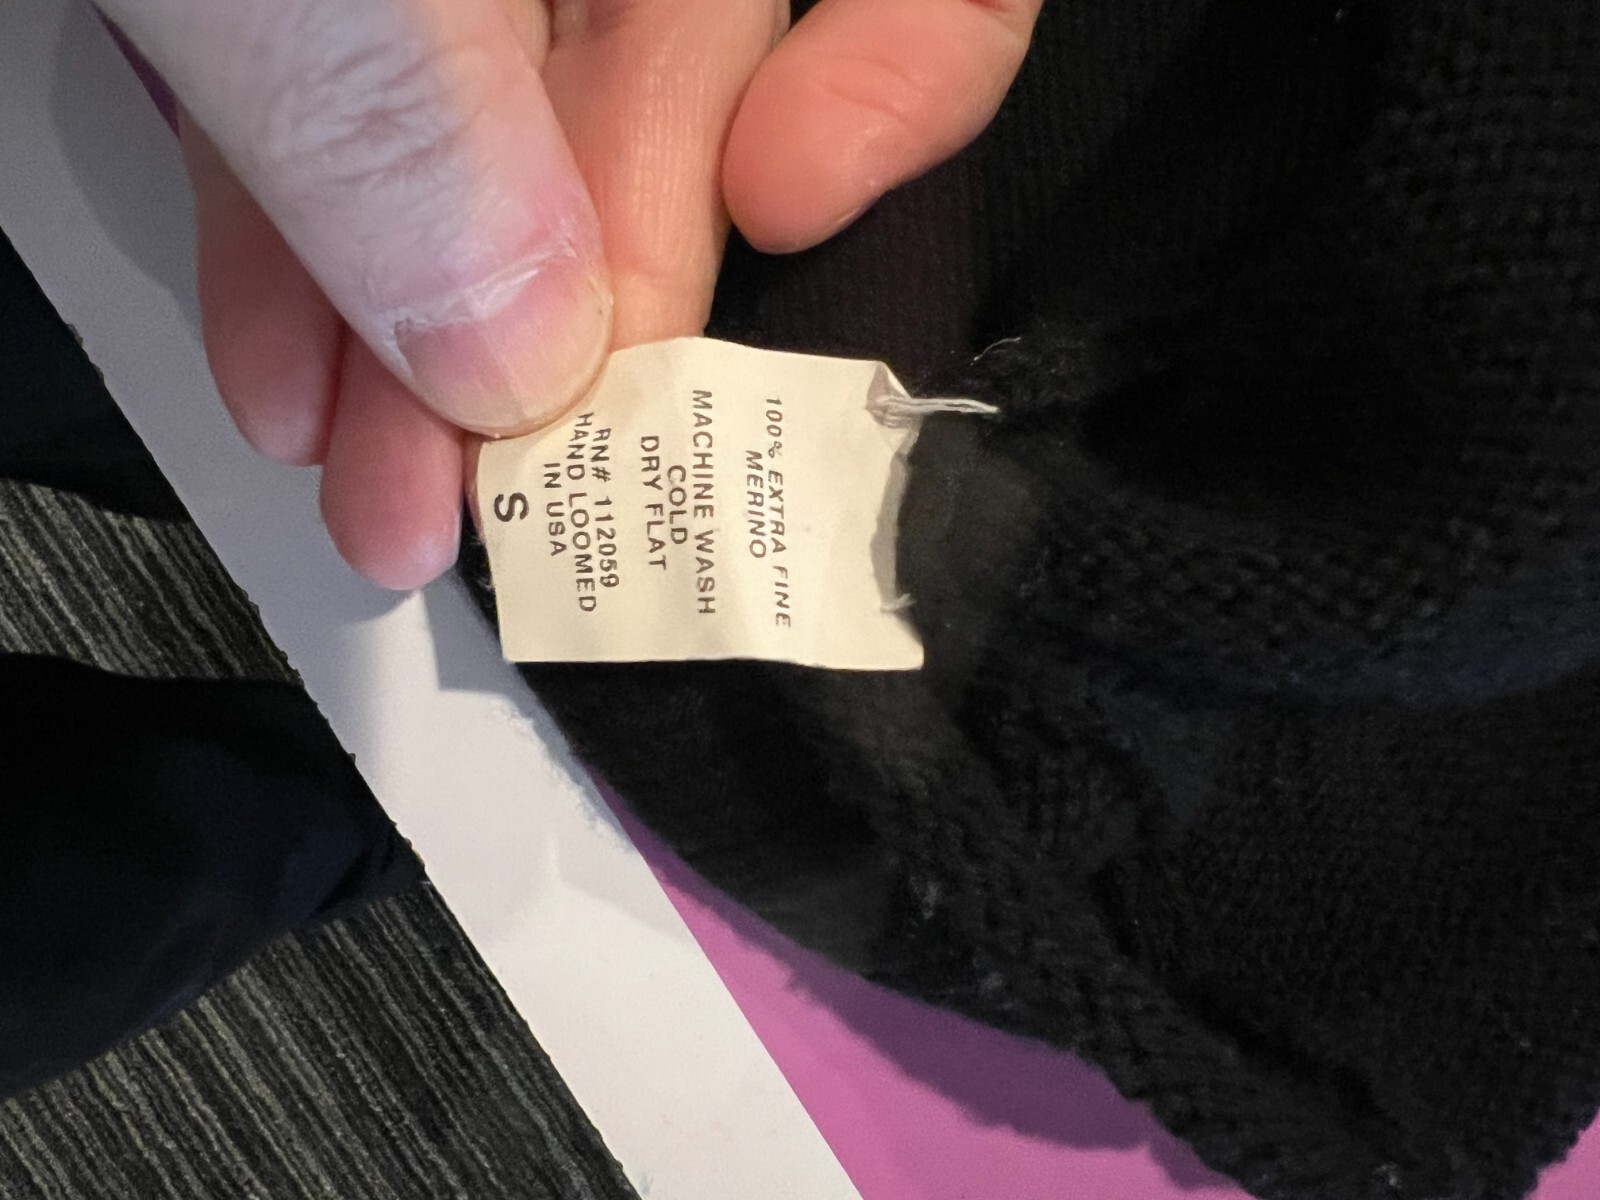 100% EXTRA FINE
MERINO
MACHINE WASH
COLD
DRY FLAT
RN# 112059
HAND LOOMED
IN USA
S